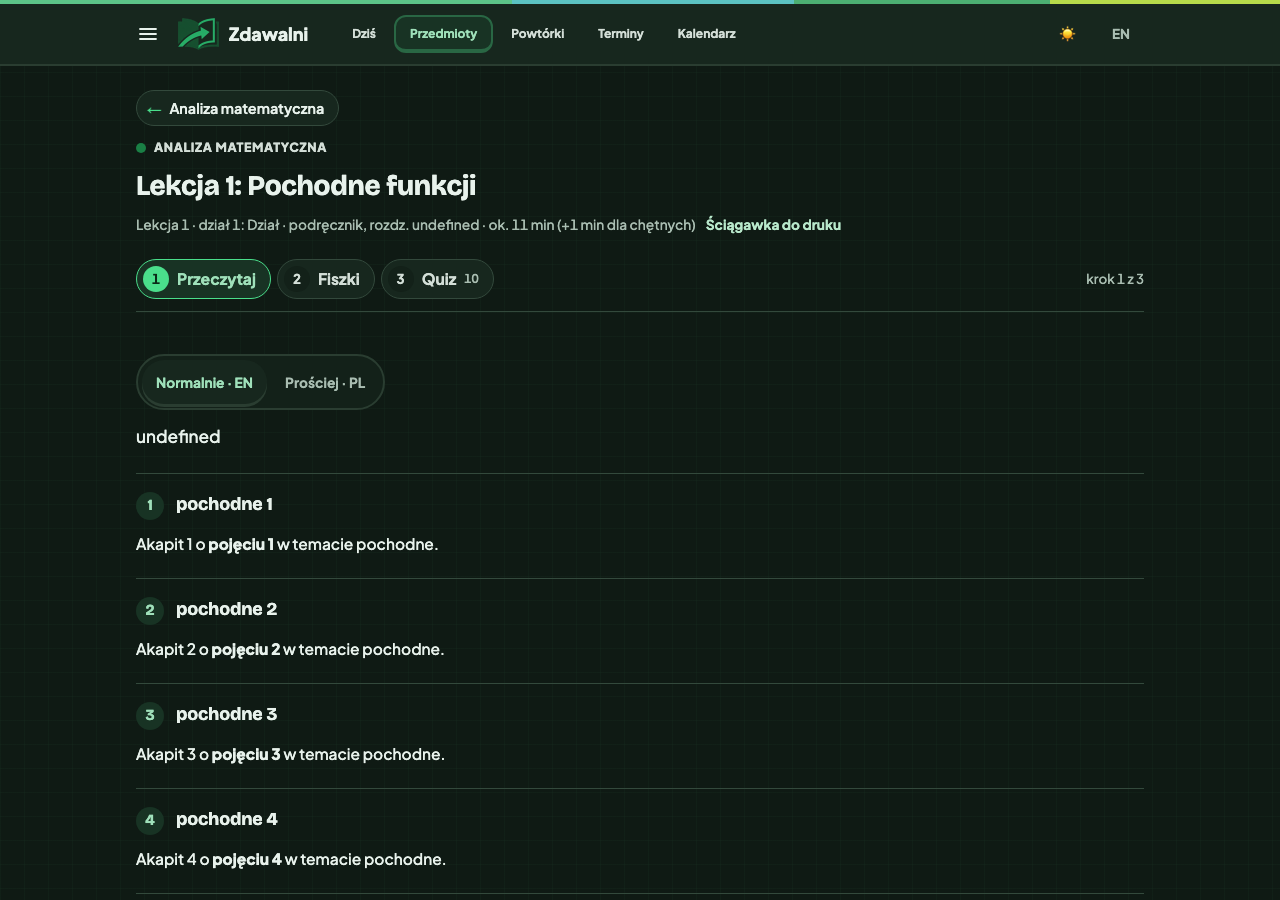 Zdawalni
Dziś
Przedmioty
Powtórki
Terminy
Kalendarz
EN
← Analiza matematyczna
ANALIZA MATEMATYCZNA
Lekcja 1: Pochodne funkcji
Lekcja 1 · dział 1: Dział · podręcznik, rozdz. undefined · ok. 11 min (+1 min dla chętnych) Ściągawka do druku
1 Przeczytaj
2 Fiszki
3 Quiz 10
krok 1 z 3
Normalnie · EN
Prościej · PL
undefined
1 pochodne 1
Akapit 1 o pojęciu 1 w temacie pochodne.
2 pochodne 2
Akapit 2 o pojęciu 2 w temacie pochodne.
3 pochodne 3
Akapit 3 o pojęciu 3 w temacie pochodne.
4 pochodne 4
Akapit 4 o pojęciu 4 w temacie pochodne.